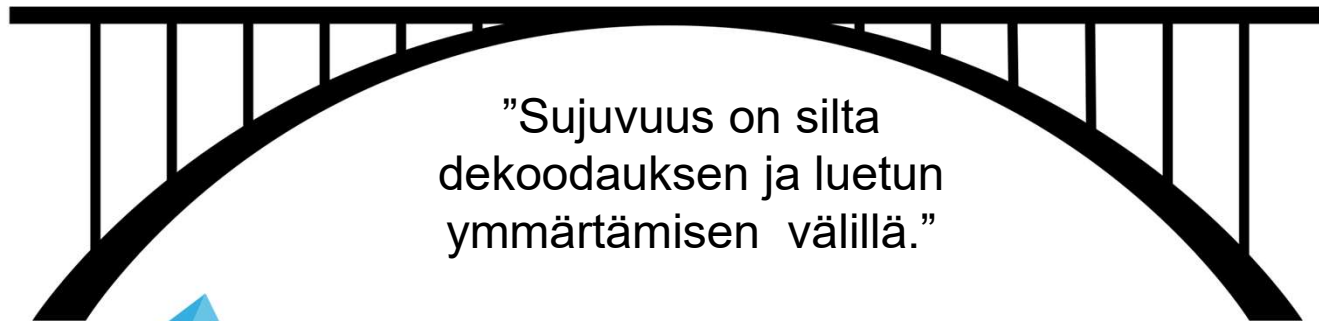 ”Sujuvuus on silta
dekoodauksen ja luetun
ymmärtämisen  välillä.”